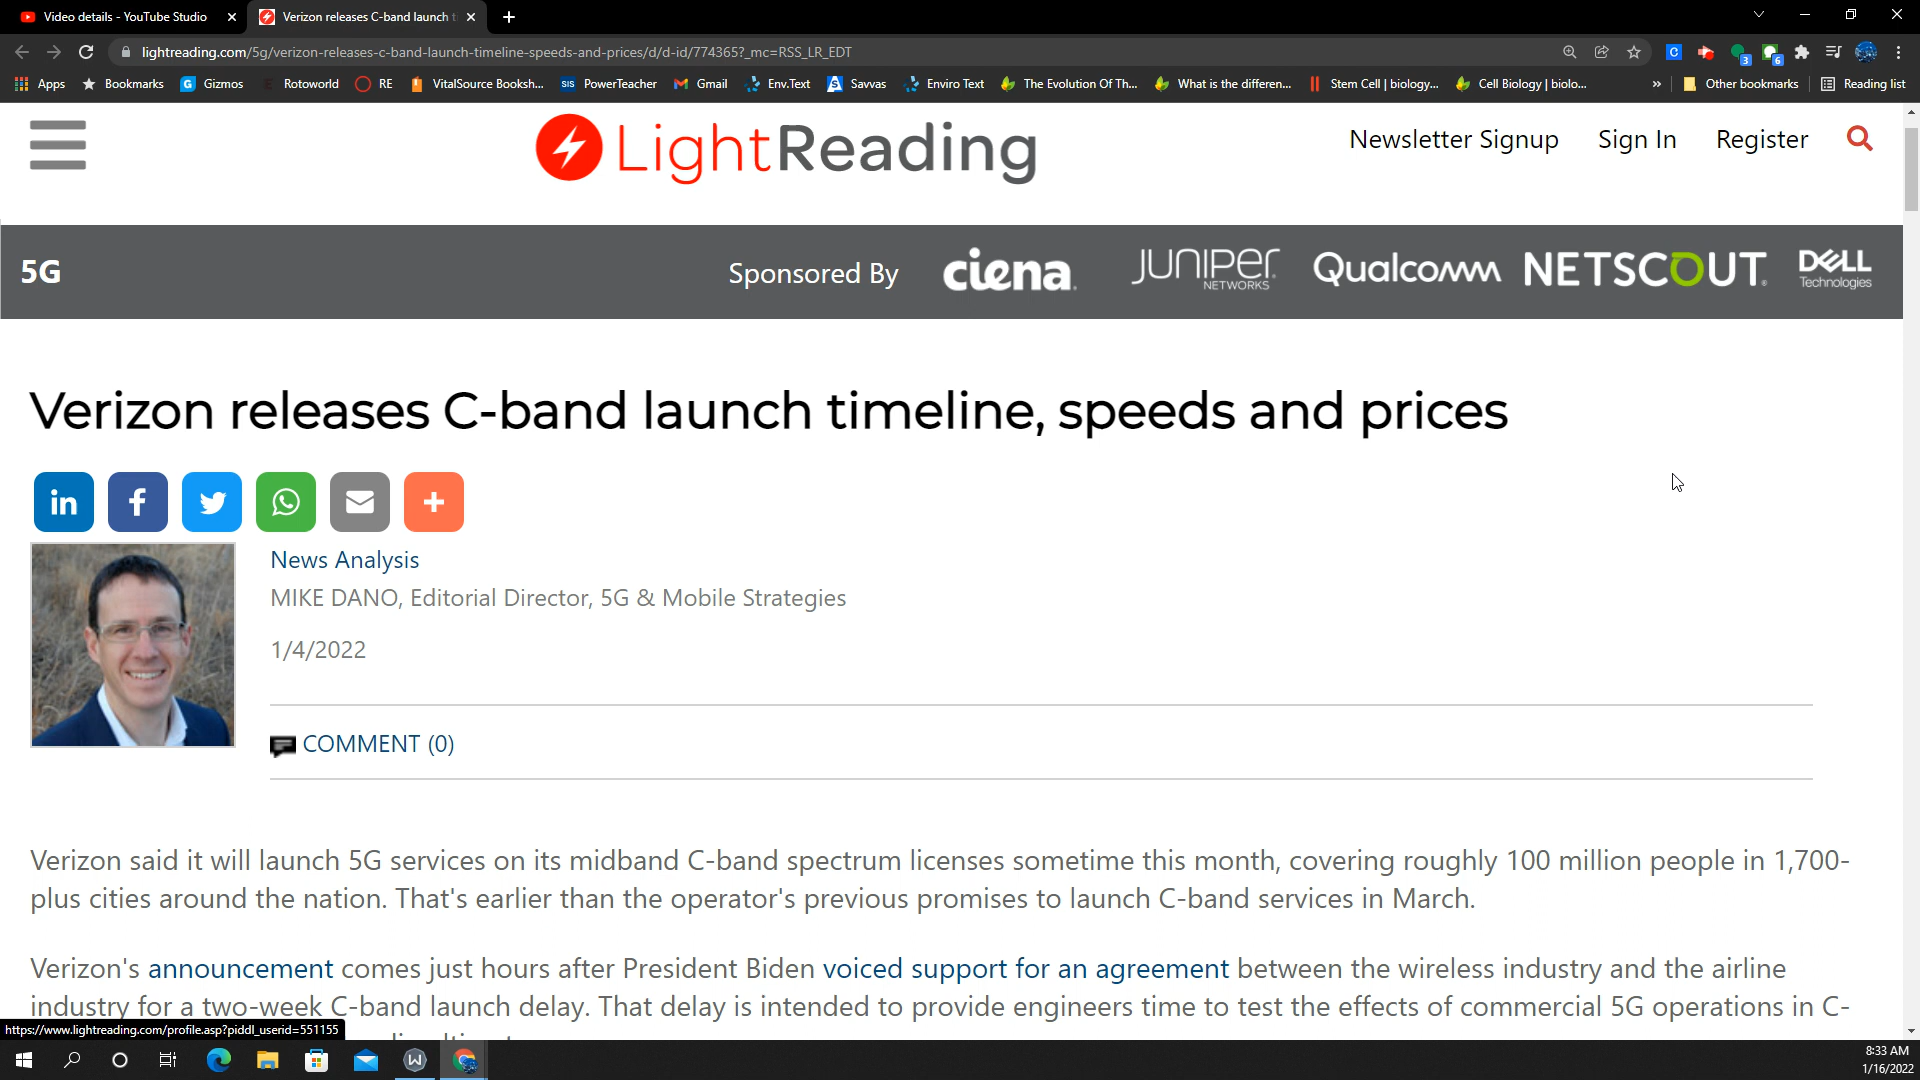 Video details - YouTube Studio
Verizon releases C-band launch t
lightreading.com/5g/verizon-releases-c-band-launch-timeline-speeds-and-prices/d/d-id/774365?_mc=RSS_LR_EDT
C
3
6
Apps
Bookmarks
G Gizmos
Rotoworld
RE
VitalSource Booksh...
SIS PowerTeacher
Gmail
Env.Text
S Savvas
Enviro Text
The Evolution Of Th...
What is the differen...
Stem Cell | biology...
Cell Biology | biolo...
»
Other bookmarks
Reading list
LightReading
Newsletter Signup
Sign In
Register
5G
Sponsored By
ciena
JUNIPER NETWORKS
Qualcomm
NETSCOUT
DELL Technologies
Verizon releases C-band launch timeline, speeds and prices
in f +
News Analysis
MIKE DANO, Editorial Director, 5G & Mobile Strategies
1/4/2022
COMMENT (0)
Verizon said it will launch 5G services on its midband C-band spectrum licenses sometime this month, covering roughly 100 million people in 1,700-
plus cities around the nation. That's earlier than the operator's previous promises to launch C-band services in March.
Verizon's announcement comes just hours after President Biden voiced support for an agreement between the wireless industry and the airline
industry for a two-week C-band launch delay. That delay is intended to provide engineers time to test the effects of commercial 5G operations in C-
https://www.lightreading.com/profile.asp?piddl_userid=551155
W
8:33 AM
1/16/2022